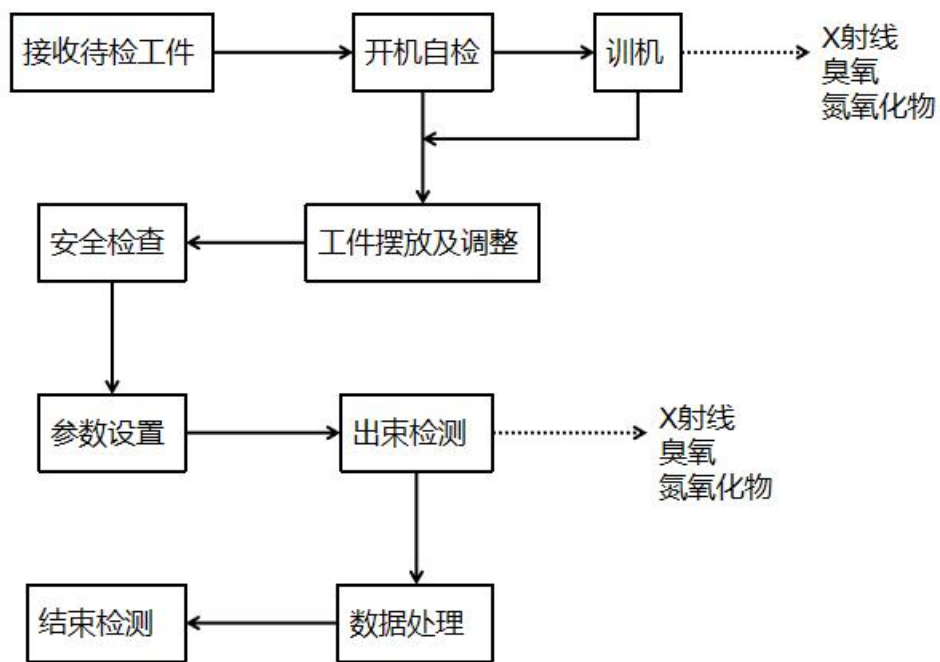 接收待检工件
开机自检
训机
X射线
臭氧
氮氧化物
安全检查
工件摆放及调整
参数设置
出束检测
X射线
臭氧
氮氧化物
结束检测
数据处理